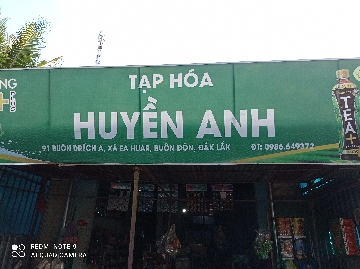 TẠP HÓA
HUYỀN ANH
91 BUÔN ĐRĔCH A, XÃ EA HUAR, BUÔN ĐÔN, ĐĂK LĂK ĐT: 0986.649372
TEA
REDMI NOTE 9
AI QUAD CAMERA